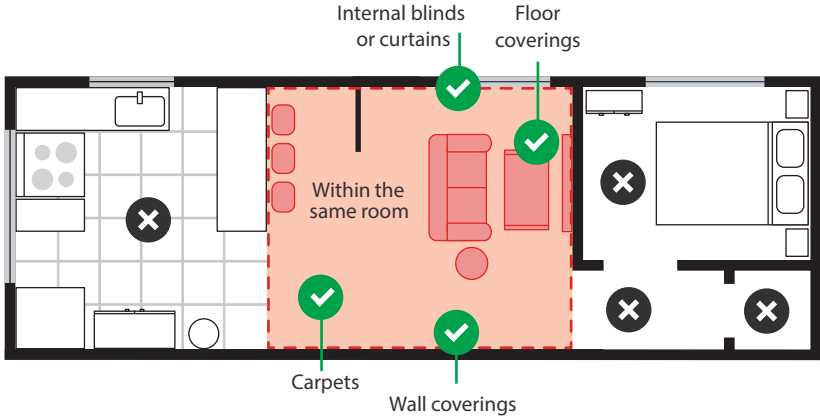 Internal blinds
or curtains
Floor
coverings
Within the
same room
Carpets
Wall coverings